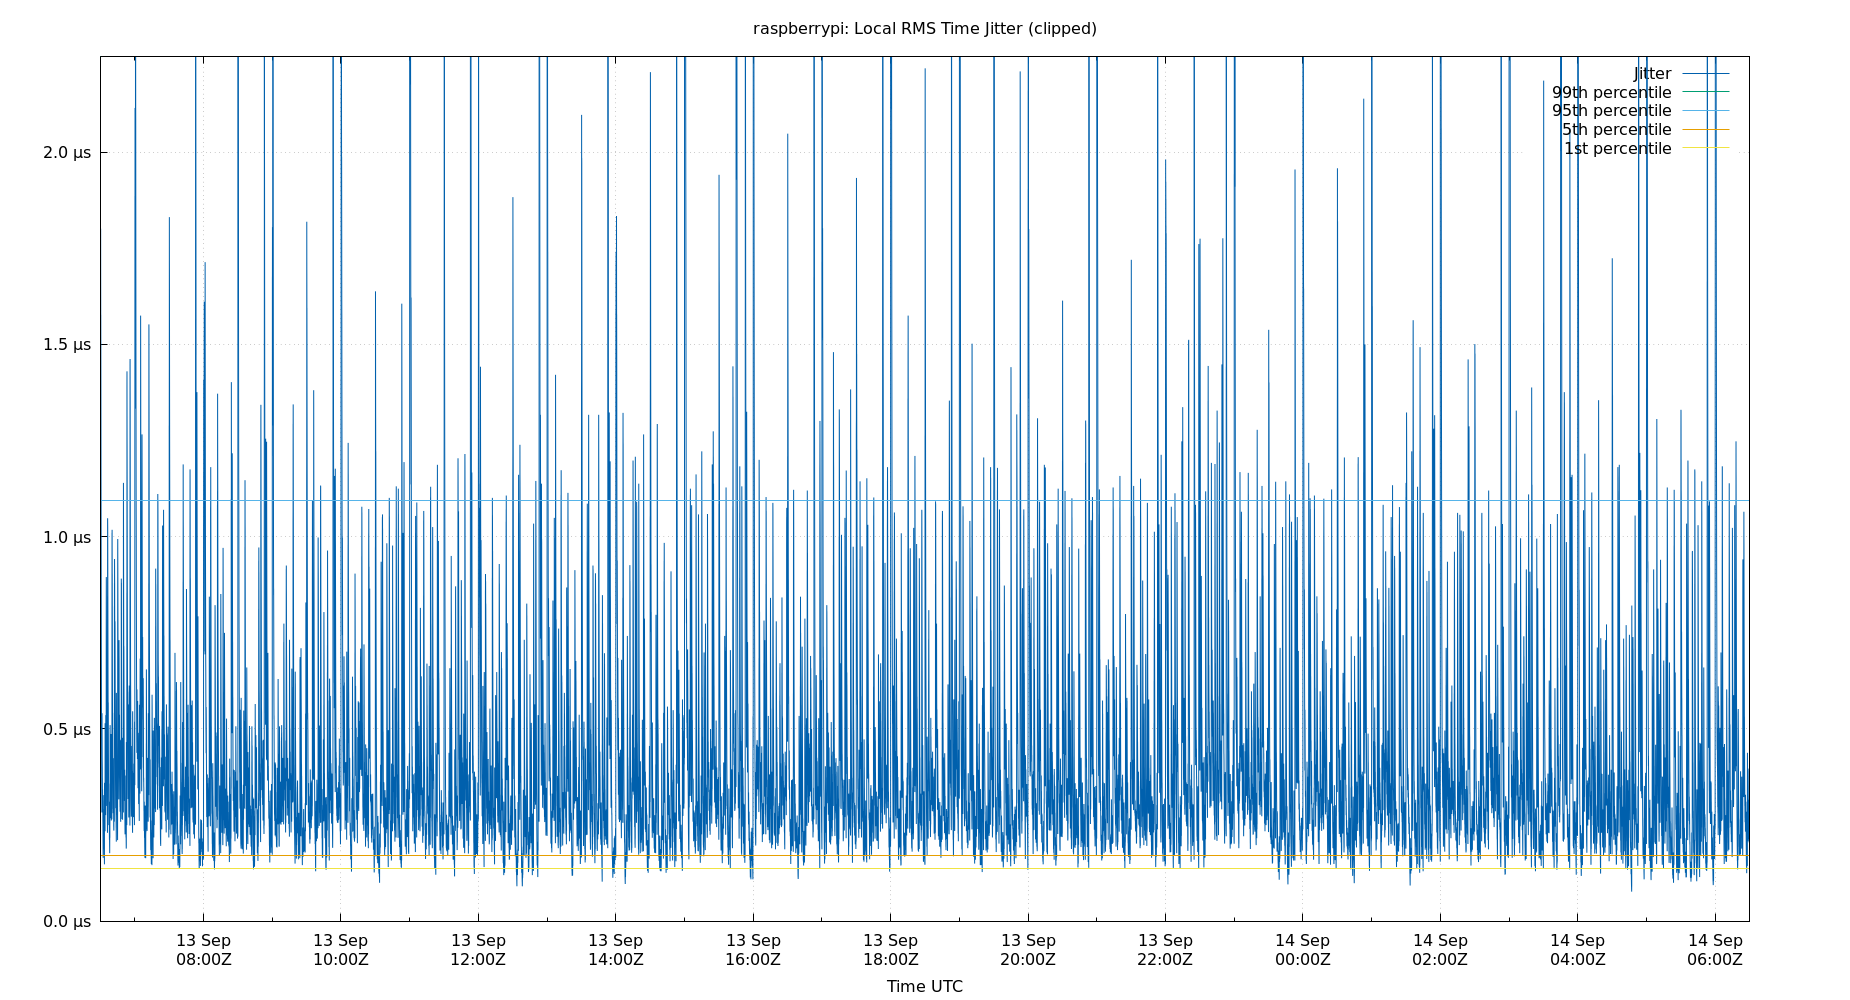 raspberrypi: Local RMS Time Jitter (clipped)
Jitter
99th percentile
95th percentile
5th percentile
1st percentile
2.0 μs
1.5 μs
1.0 μs
0.5 μs
0.0 μs
13 Sep 13 Sep 13 Sep 13 Sep 13 Sep 13 Sep 13 Sep 13 Sep 14 Sep 14 Sep 14 Sep 14 Sep
08:00Z 10:00Z 12:00Z 14:00Z 16:00Z 18:00Z 20:00Z 22:00Z 00:00Z 02:00Z 04:00Z 06:00Z
Time UTC